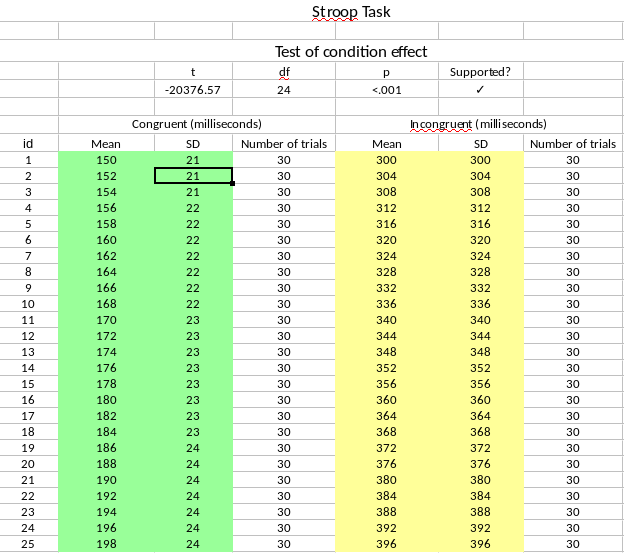 Stroop Task
Test of condition effect
t df p Supported?
-20376.57 24 <.001 ✓
Congruent (milliseconds) Incongruent (milliseconds)
id Mean SD Number of trials Mean SD Number of trials
1 150 21 30 300 300 30
2 152 21 30 304 304 30
3 154 21 30 308 308 30
4 156 22 30 312 312 30
5 158 22 30 316 316 30
6 160 22 30 320 320 30
7 162 22 30 324 324 30
8 164 22 30 328 328 30
9 166 22 30 332 332 30
10 168 22 30 336 336 30
11 170 23 30 340 340 30
12 172 23 30 344 344 30
13 174 23 30 348 348 30
14 176 23 30 352 352 30
15 178 23 30 356 356 30
16 180 23 30 360 360 30
17 182 23 30 364 364 30
18 184 23 30 368 368 30
19 186 24 30 372 372 30
20 188 24 30 376 376 30
21 190 24 30 380 380 30
22 192 24 30 384 384 30
23 194 24 30 388 388 30
24 196 24 30 392 392 30
25 198 24 30 396 396 30